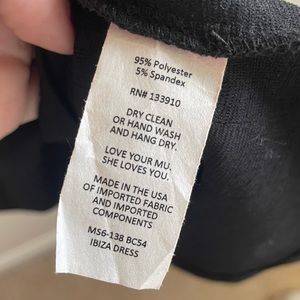 95% Polyester
5% Spandex
RN# 133910
DRY CLEAN
OR HAND WASH
AND HANG DRY.
LOVE YOUR MU.
SHE LOVES YOU.
MADE IN THE USA
OF IMPORTED FABRIC
AND IMPORTED
COMPONENTS
MS6-138 BC54
IBIZA DRESS